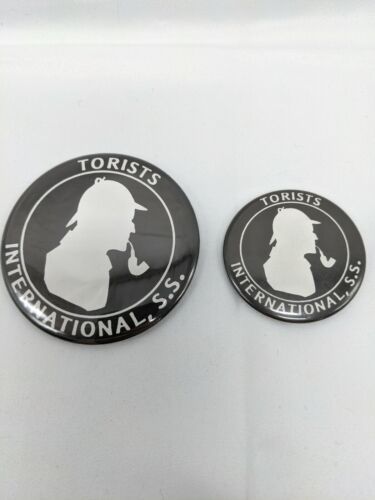 TORISTS
INTERNATIONAL, S.S.
TORISTS
INTERNATIONAL, S.S.